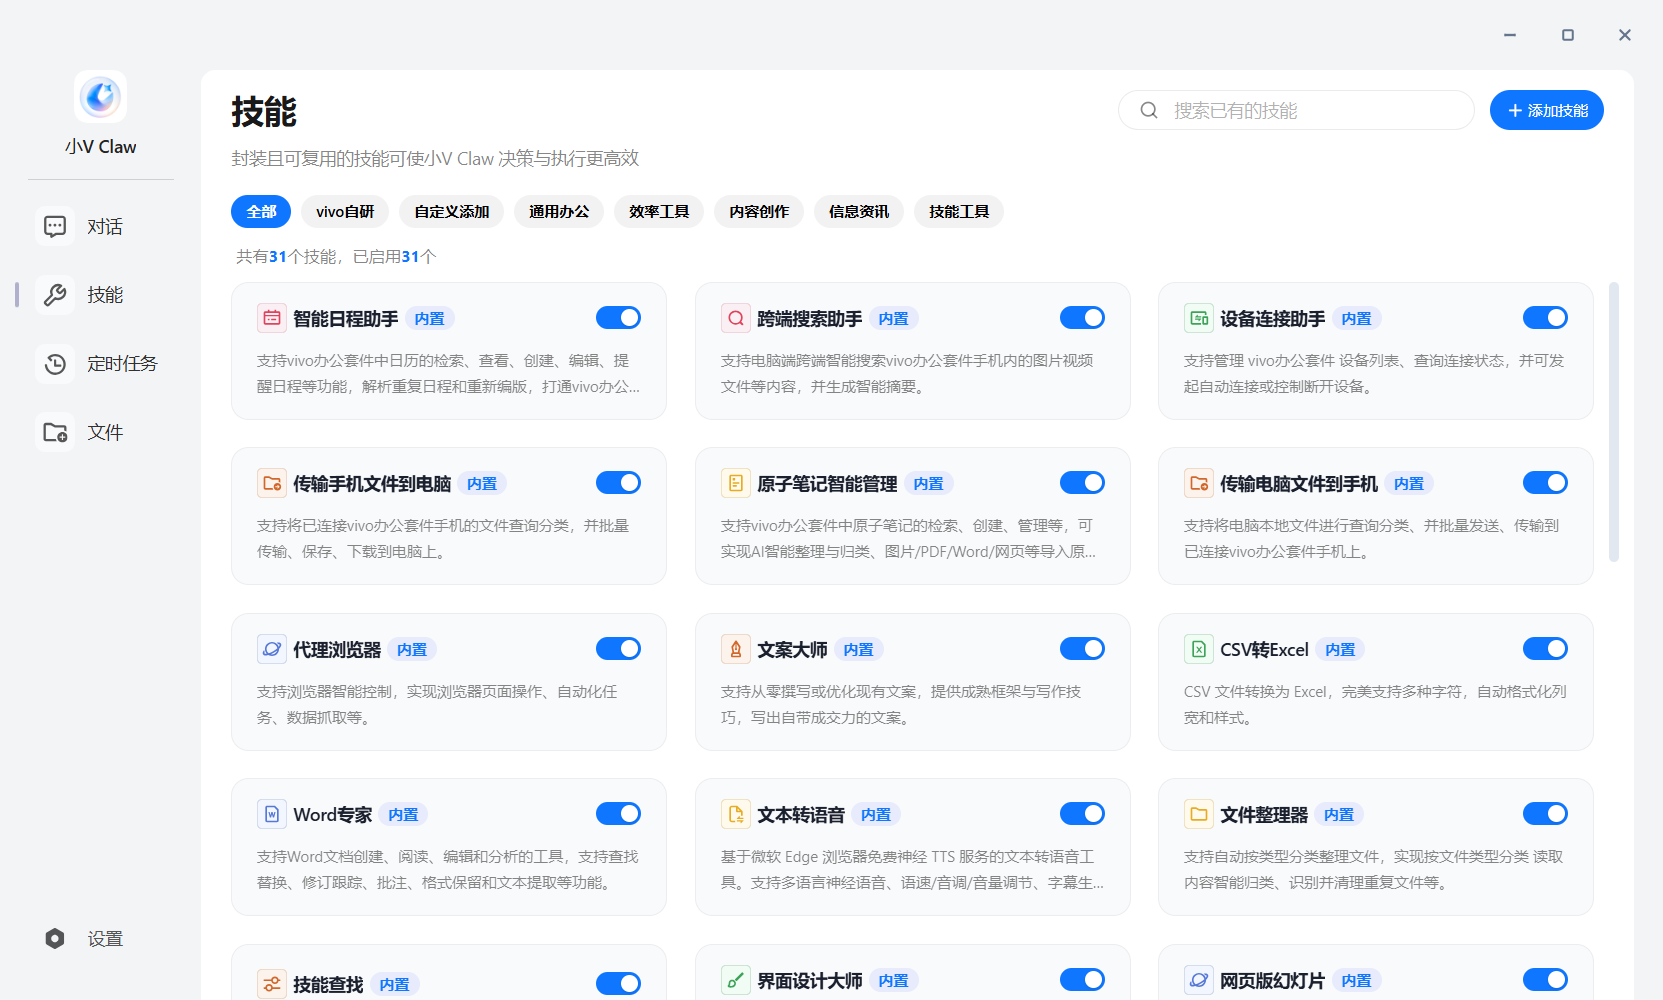 小V Claw
对话
技能
定时任务
文件
设置
技能
搜索已有的技能
添加技能
封装且可复用的技能可使小V Claw 决策与执行更高效
全部
vivo自研
自定义添加
通用办公
效率工具
内容创作
信息资讯
技能工具
共有31个技能，已启用31个
智能日程助手 内置
支持vivo办公套件中日历的检索、查看、创建、编辑、提
醒日程等功能，解析重复日程和重新编版，打通vivo办公...
跨端搜索助手 内置
支持电脑端跨端智能搜索vivo办公套件手机内的图片视频
文件等内容，并生成智能摘要。
设备连接助手 内置
支持管理 vivo办公套件 设备列表、查询连接状态，并可发
起自动连接或控制断开设备。
传输手机文件到电脑 内置
支持将已连接vivo办公套件手机的文件查询分类，并批量
传输、保存、下载到电脑上。
原子笔记智能管理 内置
支持vivo办公套件中原子笔记的检索、创建、管理等，可
实现AI智能整理与归类、图片/PDF/Word/网页等导入原...
传输电脑文件到手机 内置
支持将电脑本地文件进行查询分类、并批量发送、传输到
已连接vivo办公套件手机上。
代理浏览器 内置
支持浏览器智能控制，实现浏览器页面操作、自动化任
务、数据抓取等。
文案大师 内置
支持从零撰写或优化现有文案，提供成熟框架与写作技
巧，写出自带成交力的文案。
CSV转Excel 内置
CSV 文件转换为 Excel，完美支持多种字符，自动格式化列
宽和样式。
Word专家 内置
支持Word文档创建、阅读、编辑和分析的工具，支持查找
替换、修订跟踪、批注、格式保留和文本提取等功能。
文本转语音 内置
基于微软 Edge 浏览器免费神经 TTS 服务的文本转语音工
具。支持多语言神经语音、语速/音调/音量调节、字幕生...
文件整理器 内置
支持自动按类型分类整理文件，实现按文件类型分类 读取
内容智能归类、识别并清理重复文件等。
技能查找 内置
界面设计大师 内置
网页版幻灯片 内置